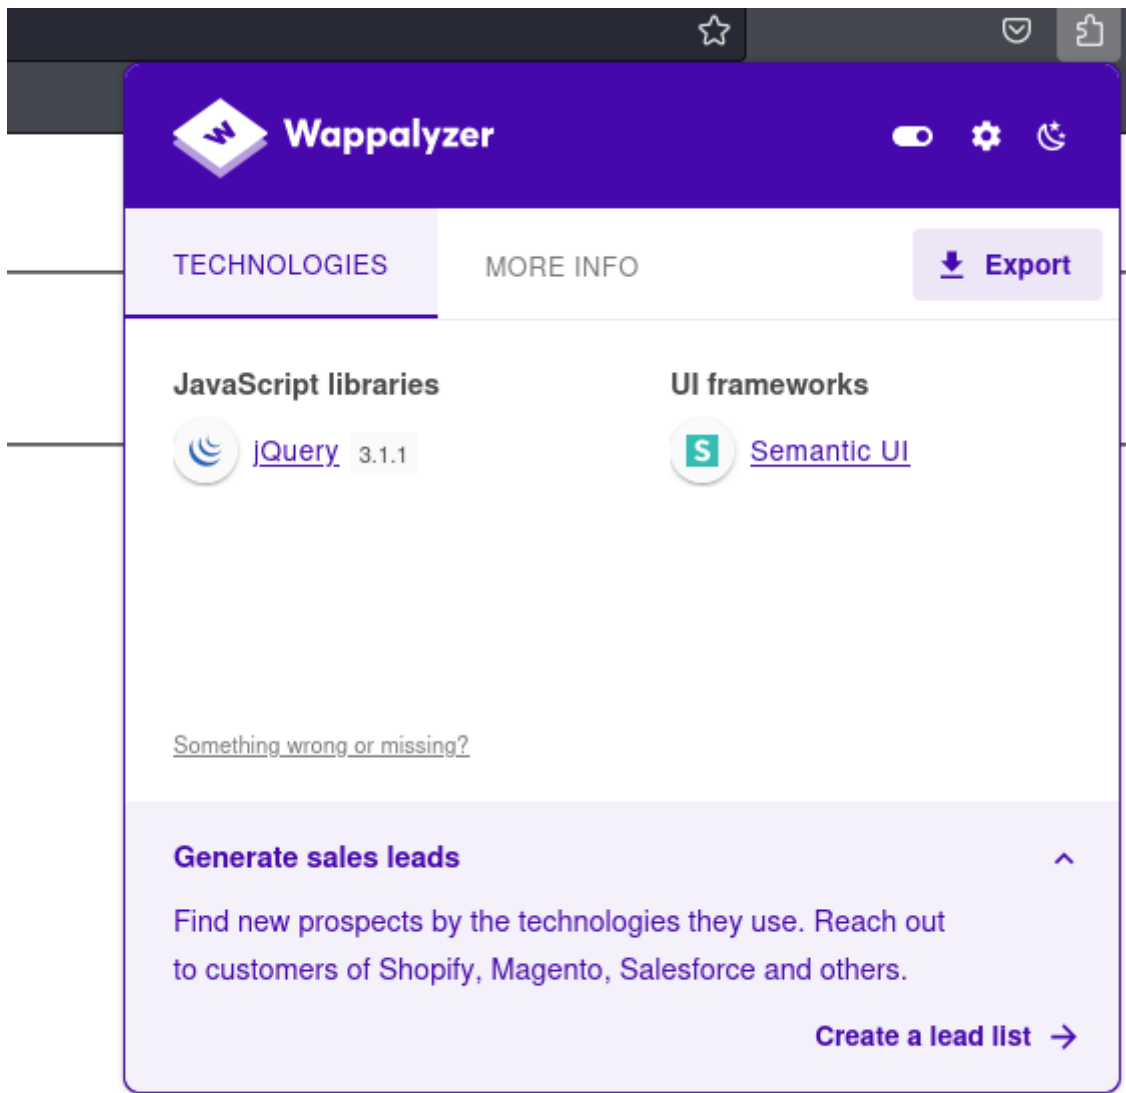 Wappalyzer
TECHNOLOGIES
MORE INFO
Export
JavaScript libraries
jQuery 3.1.1
UI frameworks
Semantic UI
Something wrong or missing?
Generate sales leads
Find new prospects by the technologies they use. Reach out
to customers of Shopify, Magento, Salesforce and others.
Create a lead list